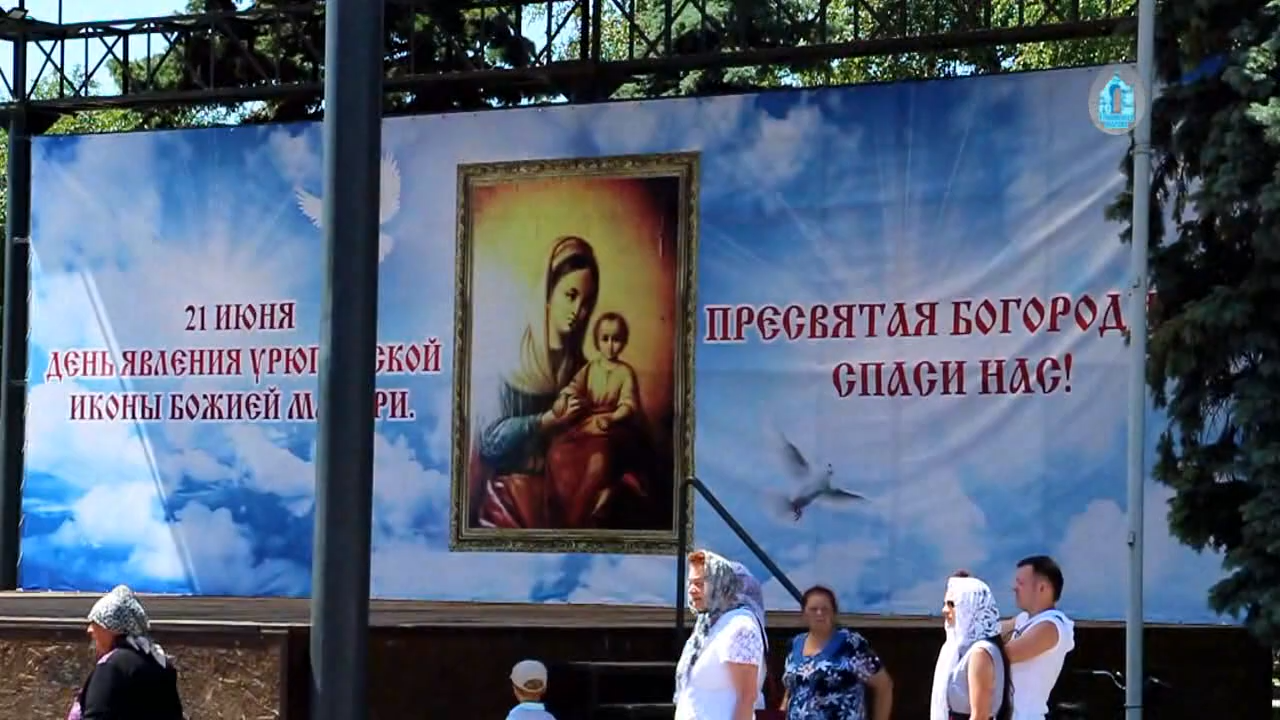 21 ИЮНЯ
ДЕНЬ ЯВЛЕНИЯ
ИКОНЫ БОЖИЕЙ
ПРЕСВЯТАЯ
СПАСИ НАС!